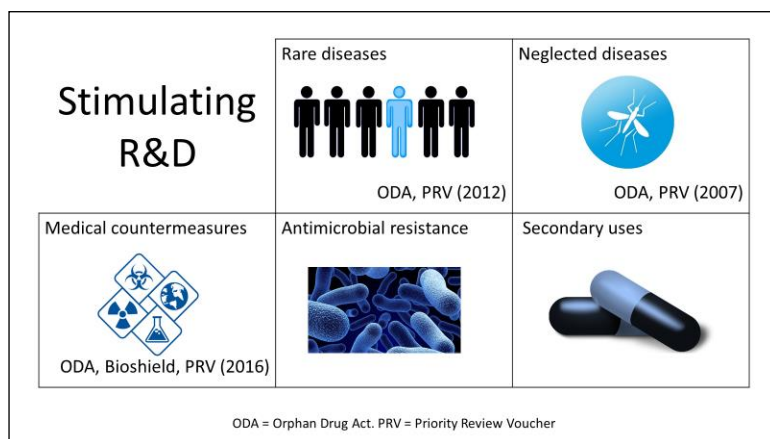 Stimulating
R&D
Rare diseases
ODA, PRV (2012)
Neglected diseases
ODA, PRV (2007)
Medical countermeasures
ODA, Bioshield, PRV (2016)
Antimicrobial resistance
Secondary uses
ODA = Orphan Drug Act. PRV = Priority Review Voucher